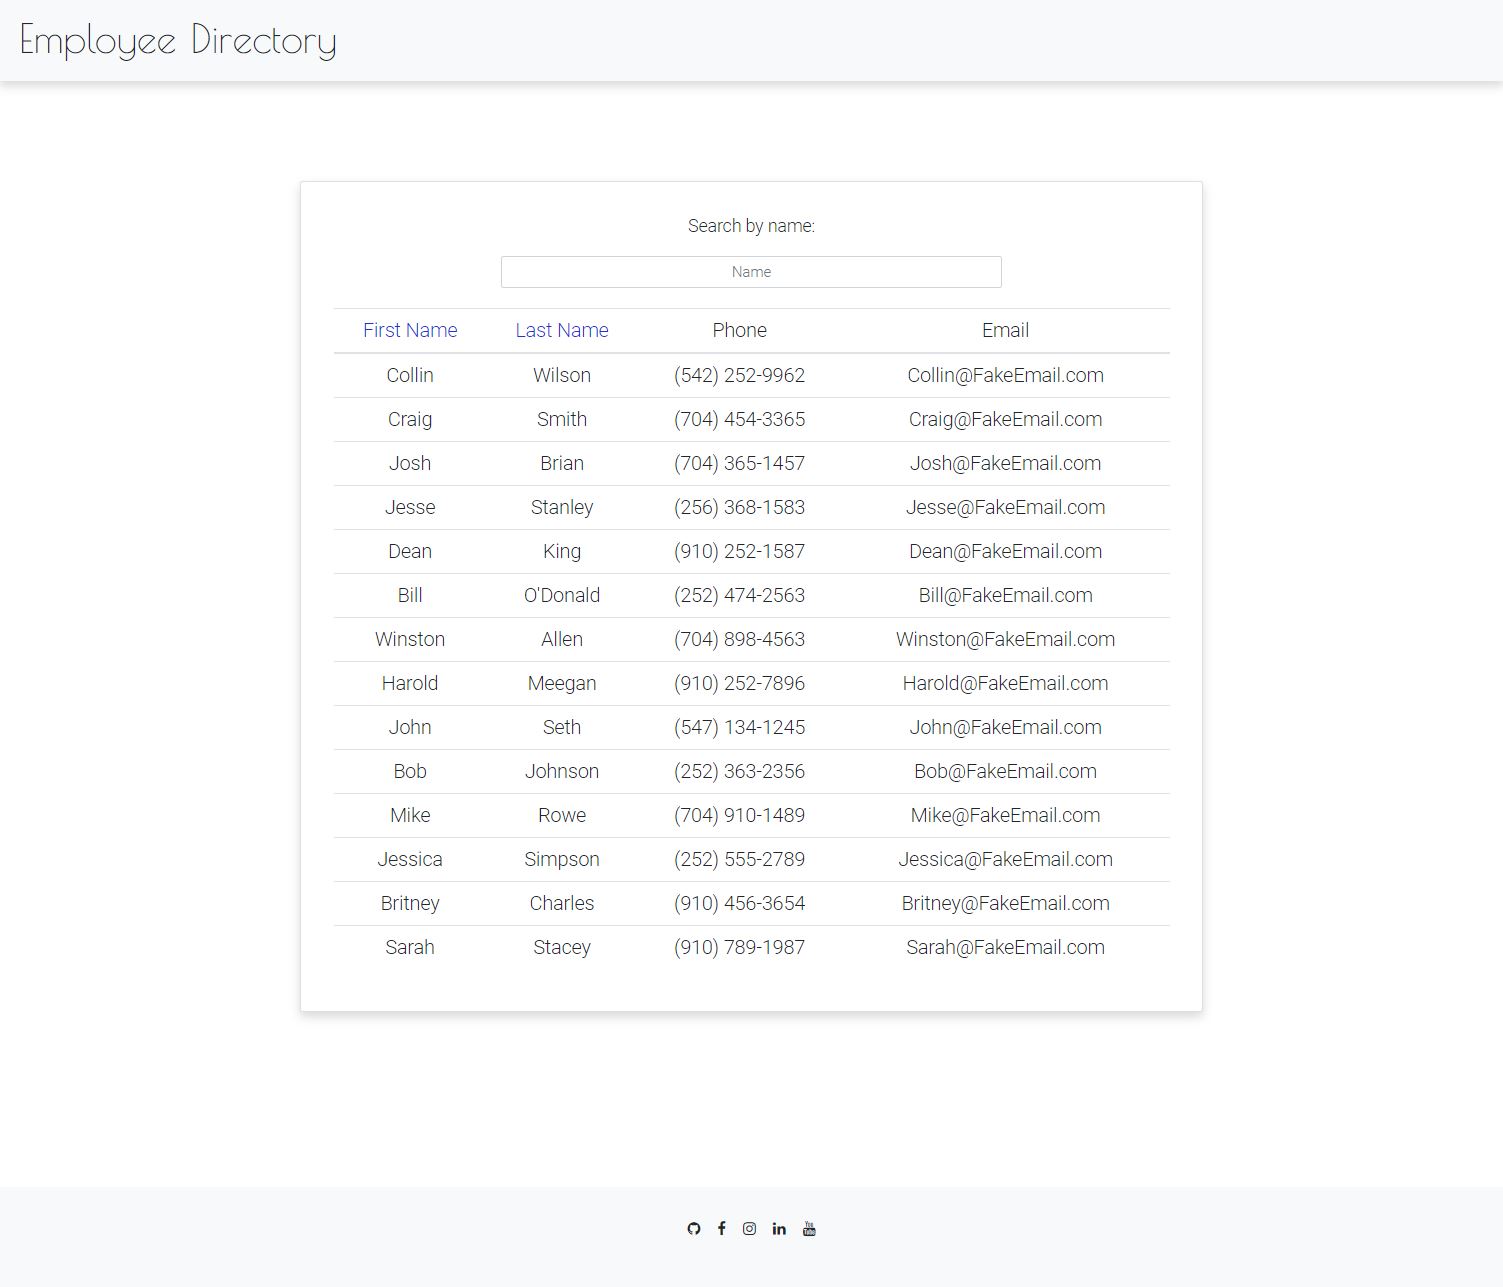 Employee Directory
Search by name:
Name
First Name Last Name Phone Email
Collin Wilson (542) 252-9962 Collin@FakeEmail.com
Craig Smith (704) 454-3365 Craig@FakeEmail.com
Josh Brian (704) 365-1457 Josh@FakeEmail.com
Jesse Stanley (256) 368-1583 Jesse@FakeEmail.com
Dean King (910) 252-1587 Dean@FakeEmail.com
Bill O'Donald (252) 474-2563 Bill@FakeEmail.com
Winston Allen (704) 898-4563 Winston@FakeEmail.com
Harold Meegan (910) 252-7896 Harold@FakeEmail.com
John Seth (547) 134-1245 John@FakeEmail.com
Bob Johnson (252) 363-2356 Bob@FakeEmail.com
Mike Rowe (704) 910-1489 Mike@FakeEmail.com
Jessica Simpson (252) 555-2789 Jessica@FakeEmail.com
Britney Charles (910) 456-3654 Britney@FakeEmail.com
Sarah Stacey (910) 789-1987 Sarah@FakeEmail.com